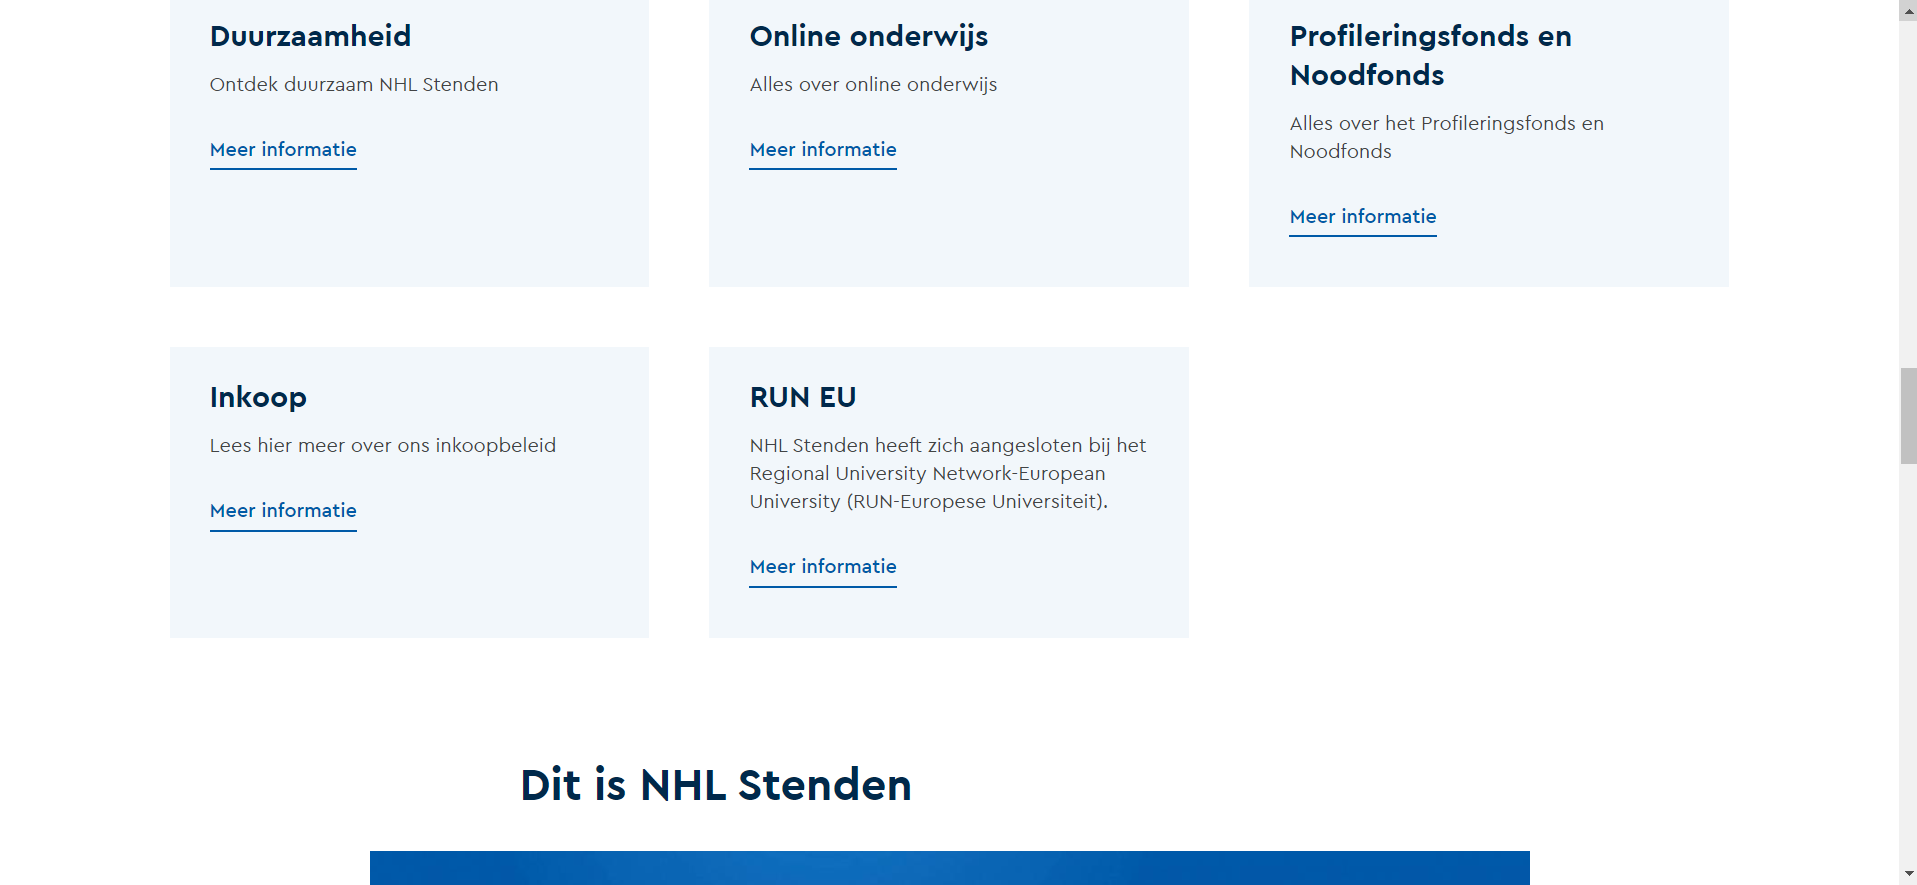 Duurzaamheid
Ontdek duurzaam NHL Stenden
Meer informatie
Online onderwijs
Alles over online onderwijs
Meer informatie
Profileringsfonds en
Noodfonds
Alles over het Profileringsfonds en
Noodfonds
Meer informatie
Inkoop
Lees hier meer over ons inkoopbeleid
Meer informatie
RUN EU
NHL Stenden heeft zich aangesloten bij het
Regional University Network-European
University (RUN-Europese Universiteit).
Meer informatie
Dit is NHL Stenden